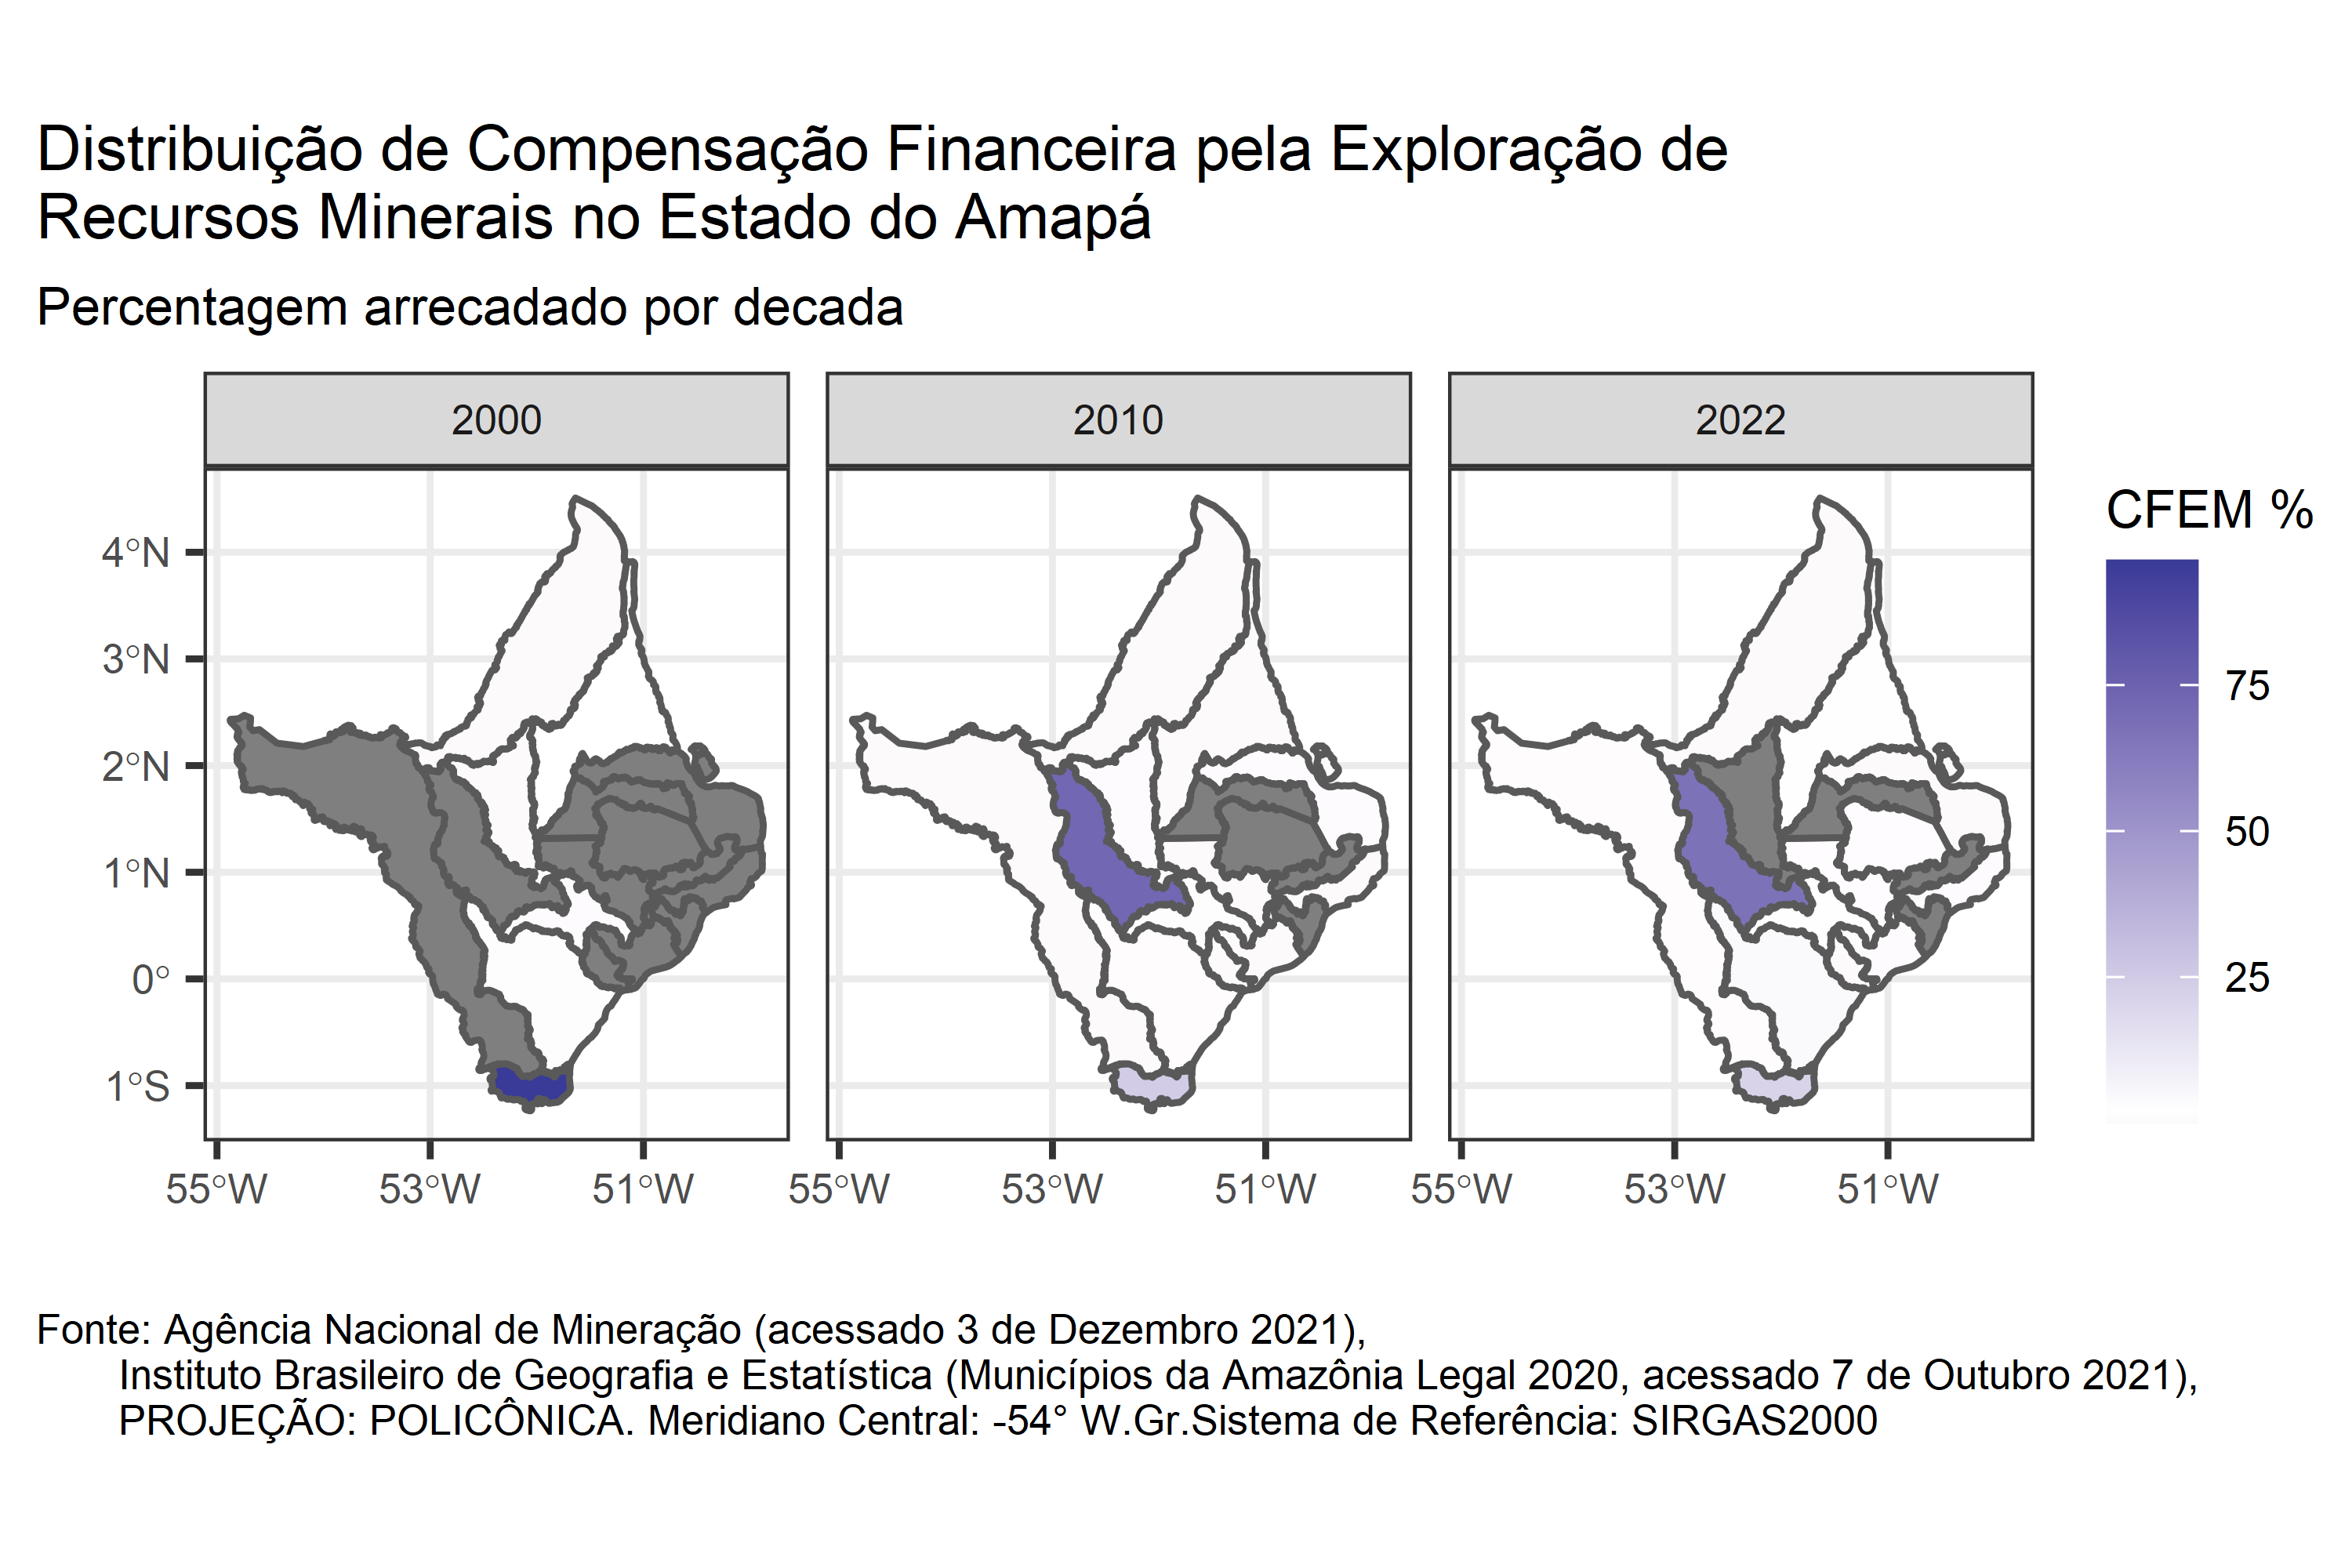 Distribuição de Compensação Financeira pela Exploração de
Recursos Minerais no Estado do Amapá
Percentagem arrecadado por decada
2000
2010
2022
4°N
3°N
2°N
1°N
0°
1°S
55°W
53°W
51°W
55°W
53°W
51°W
55°W
53°W
51°W
CFEM %
75
50
25
Fonte: Agência Nacional de Mineração (acessado 3 de Dezembro 2021),
Instituto Brasileiro de Geografia e Estatística (Municípios da Amazônia Legal 2020, acessado 7 de Outubro 2021),
PROJEÇÃO: POLICÔNICA. Meridiano Central: -54° W.Gr.Sistema de Referência: SIRGAS2000